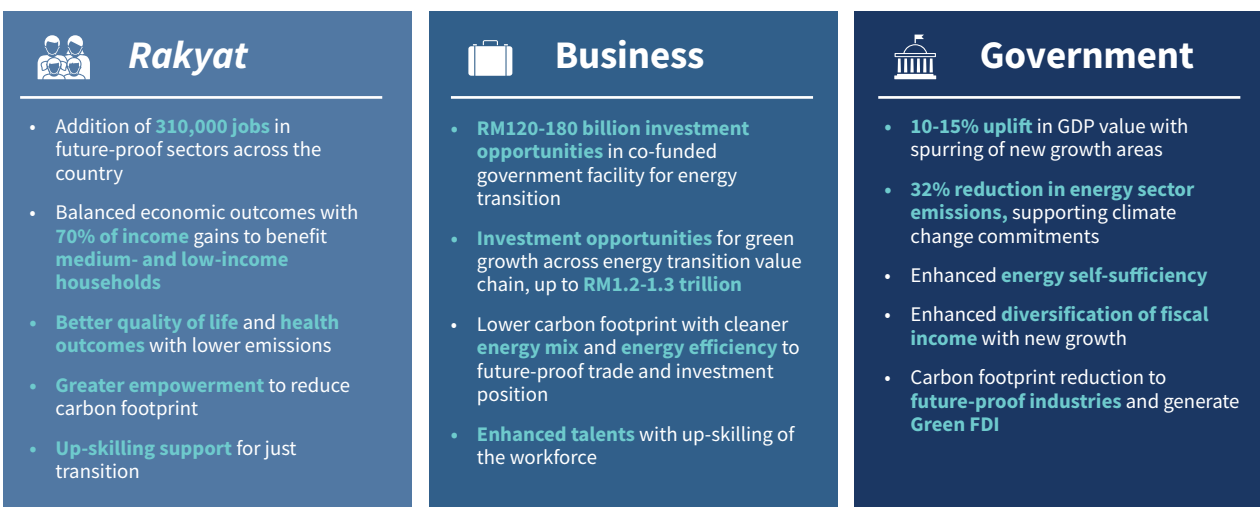 Rakyat
• Addition of 310,000 jobs in
future-proof sectors across the
country
• Balanced economic outcomes with
70% of income gains to benefit
medium- and low-income
households
• Better quality of life and health
outcomes with lower emissions
• Greater empowerment to reduce
carbon footprint
• Up-skilling support for just
transition
Business
• RM120-180 billion investment
opportunities in co-funded
government facility for energy
transition
• Investment opportunities for green
growth across energy transition value
chain, up to RM1.2-1.3 trillion
• Lower carbon footprint with cleaner
energy mix and energy efficiency to
future-proof trade and investment
position
• Enhanced talents with up-skilling of
the workforce
Government
• 10-15% uplift in GDP value with
spurring of new growth areas
• 32% reduction in energy sector
emissions, supporting climate
change commitments
• Enhanced energy self-sufficiency
• Enhanced diversification of fiscal
income with new growth
• Carbon footprint reduction to
future-proof industries and generate
Green FDI